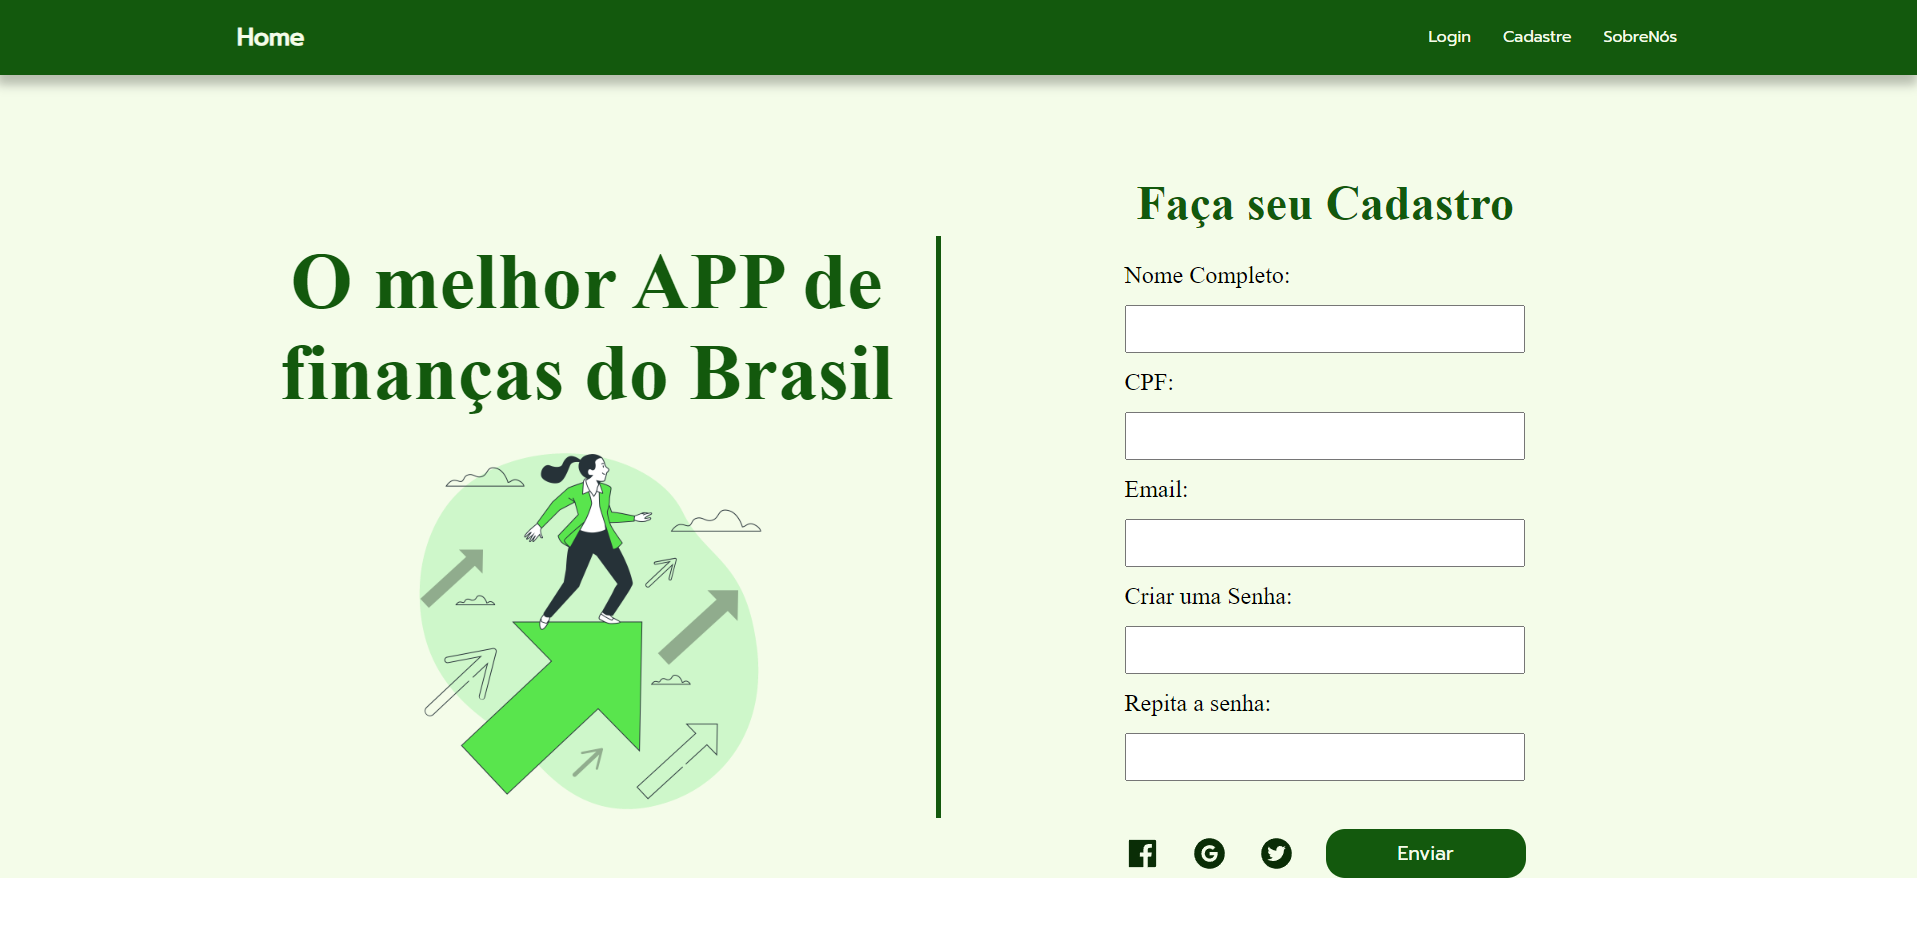 Home
Login
Cadastre
SobreNós
O melhor APP de
finanças do Brasil
Faça seu Cadastro
Nome Completo:
CPF:
Email:
Criar uma Senha:
Repita a senha:
Enviar